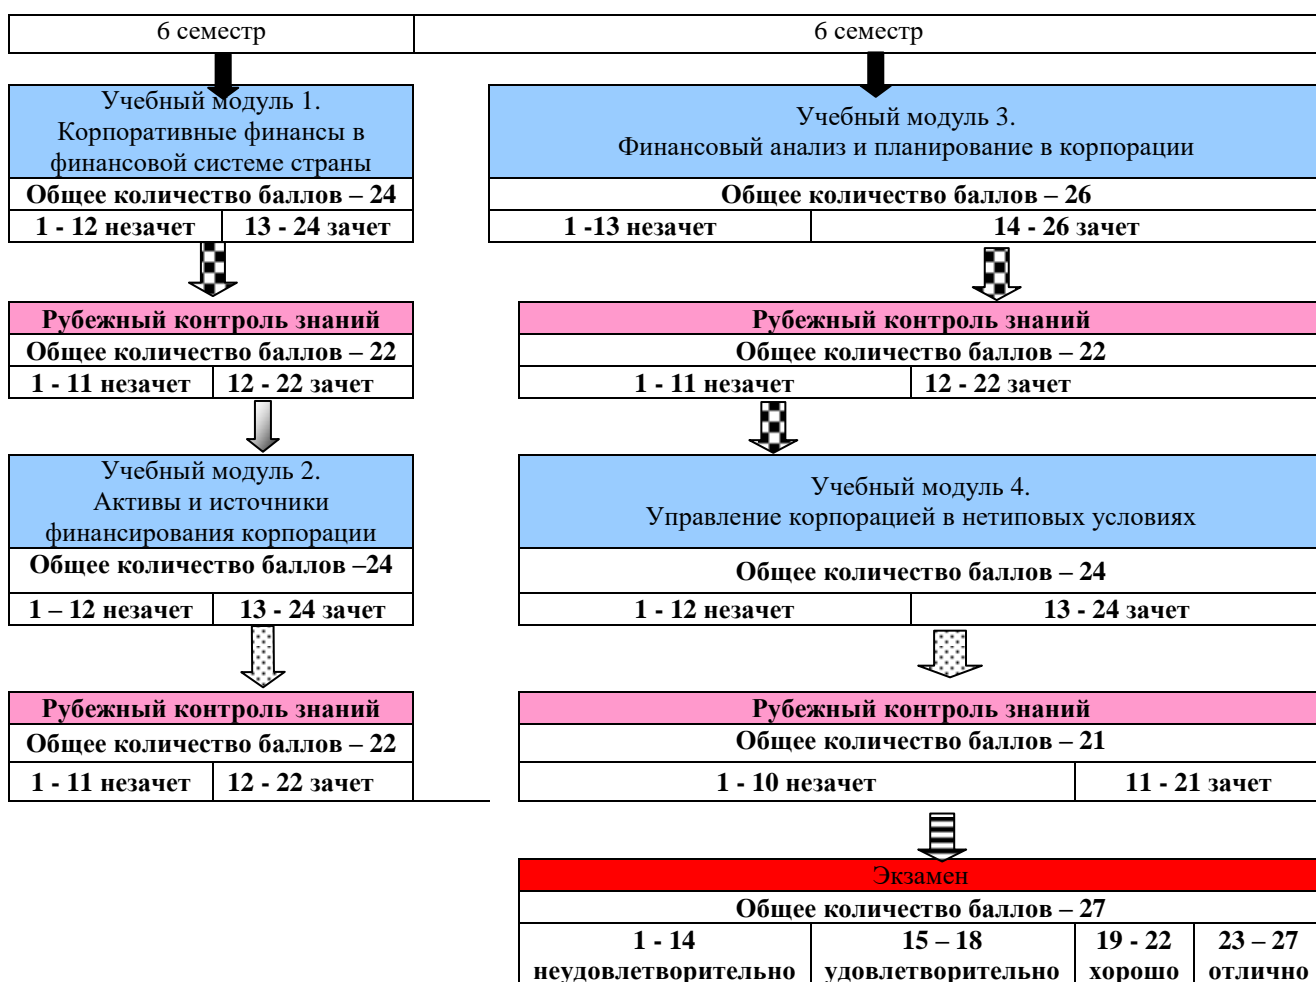 6 семестр
6 семестр
Учебный модуль 1.
Корпоративные финансы в
финансовой системе страны
Общее количество баллов – 24
1 - 12 незачет
13 - 24 зачет
Рубежный контроль знаний
Общее количество баллов – 22
1 - 11 незачет
12 - 22 зачет
Учебный модуль 2.
Активы и источники
финансирования корпорации
Общее количество баллов –24
1 – 12 незачет
13 - 24 зачет
Рубежный контроль знаний
Общее количество баллов – 22
1 - 11 незачет
12 - 22 зачет
Учебный модуль 3.
Финансовый анализ и планирование в корпорации
Общее количество баллов – 26
1 -13 незачет
14 - 26 зачет
Рубежный контроль знаний
Общее количество баллов – 22
1 - 11 незачет
12 - 22 зачет
Учебный модуль 4.
Управление корпорацией в нетиповых условиях
Общее количество баллов – 24
1 - 12 незачет
13 - 24 зачет
Рубежный контроль знаний
Общее количество баллов – 21
1 - 10 незачет
11 - 21 зачет
Экзамен
Общее количество баллов – 27
1 - 14
неудовлетворительно
15 – 18
удовлетворительно
19 - 22
хорошо
23 – 27
отлично